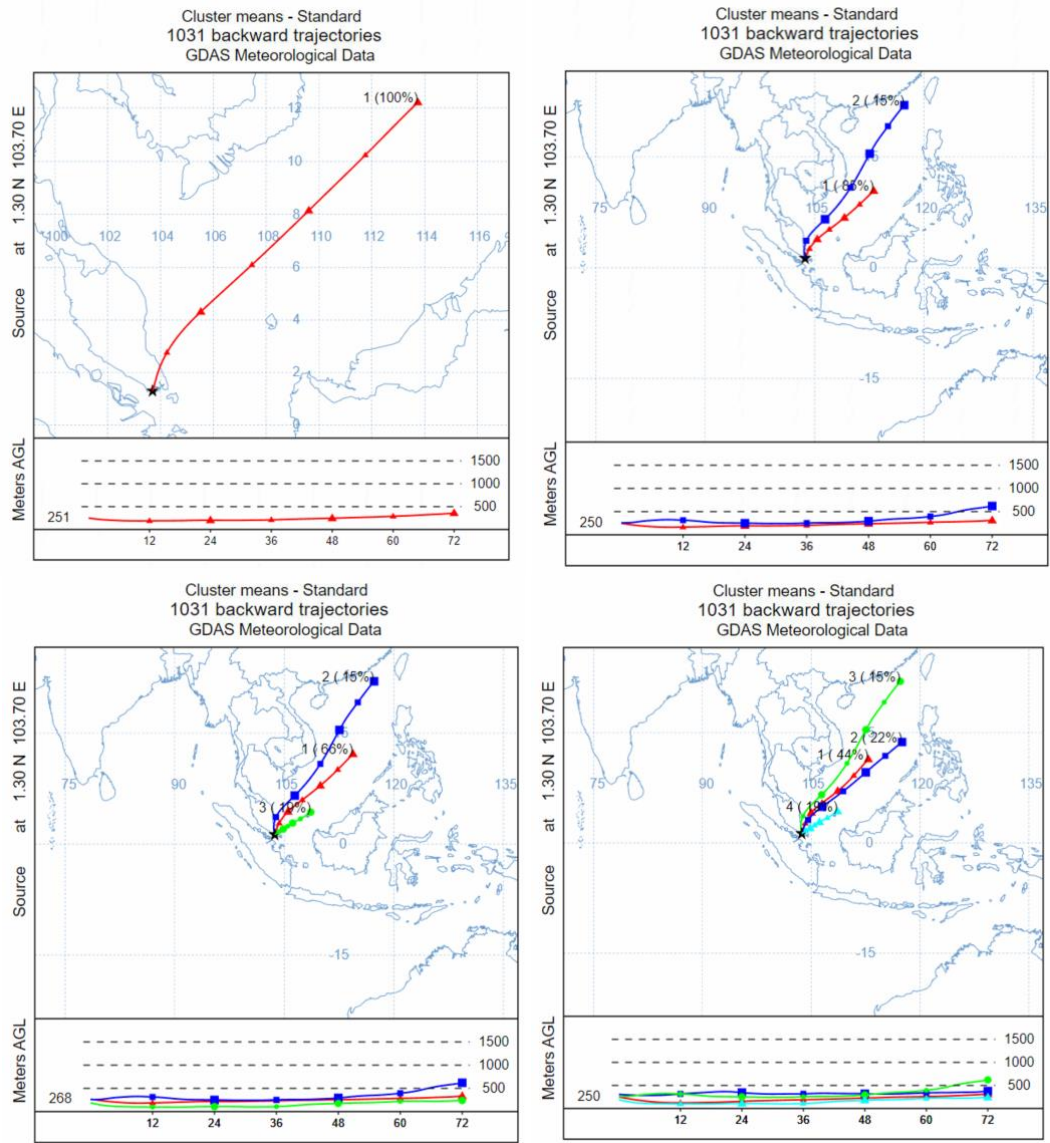 Cluster means - Standard
1031 backward trajectories
GDAS Meteorological Data
Source at 1.30 N 103.70 E
1 (100%)
12
10
8
100 102 104 106 108 110 112 114 116
6
4
2
0
Meters AGL
1500
1000
500
251
12 24 36 48 60 72
Cluster means - Standard
1031 backward trajectories
GDAS Meteorological Data
Source at 1.30 N 103.70 E
2 ( 15%)
1 ( 85%)
75 90 105 120 135
0
-15
Meters AGL
1500
1000
500
250
12 24 36 48 60 72
Cluster means - Standard
1031 backward trajectories
GDAS Meteorological Data
Source at 1.30 N 103.70 E
2 ( 15%)
1 ( 66%)
75 90 105 120 135
3 ( 19%)
0
-15
Meters AGL
1500
1000
500
268
12 24 36 48 60 72
Cluster means - Standard
1031 backward trajectories
GDAS Meteorological Data
Source at 1.30 N 103.70 E
3 ( 15%)
2 ( 22%)
1 ( 44%)
75 90 105 120 135
4 ( 19%)
0
-15
Meters AGL
1500
1000
500
250
12 24 36 48 60 72